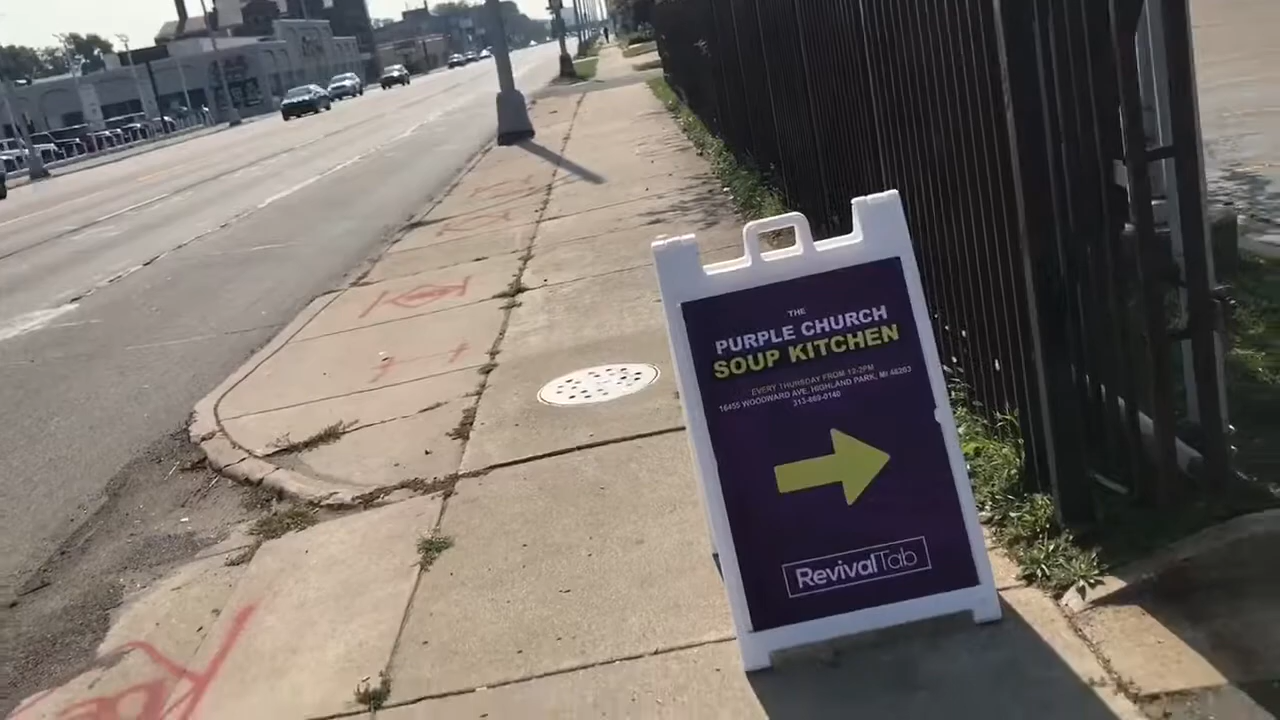 THE
PURPLE CHURCH
SOUP KITCHEN
EVERY THURSDAY FROM 12-2PM
16455 WOODWARD AVE. HIGHLAND PARK, MI 48203
313-869-0140
RevivalTab